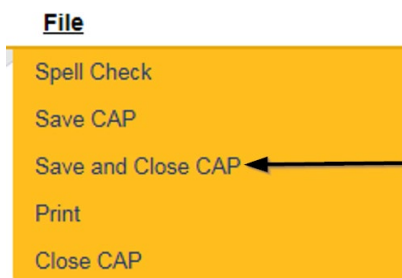 File
Spell Check
Save CAP
Save and Close CAP
Print
Close CAP